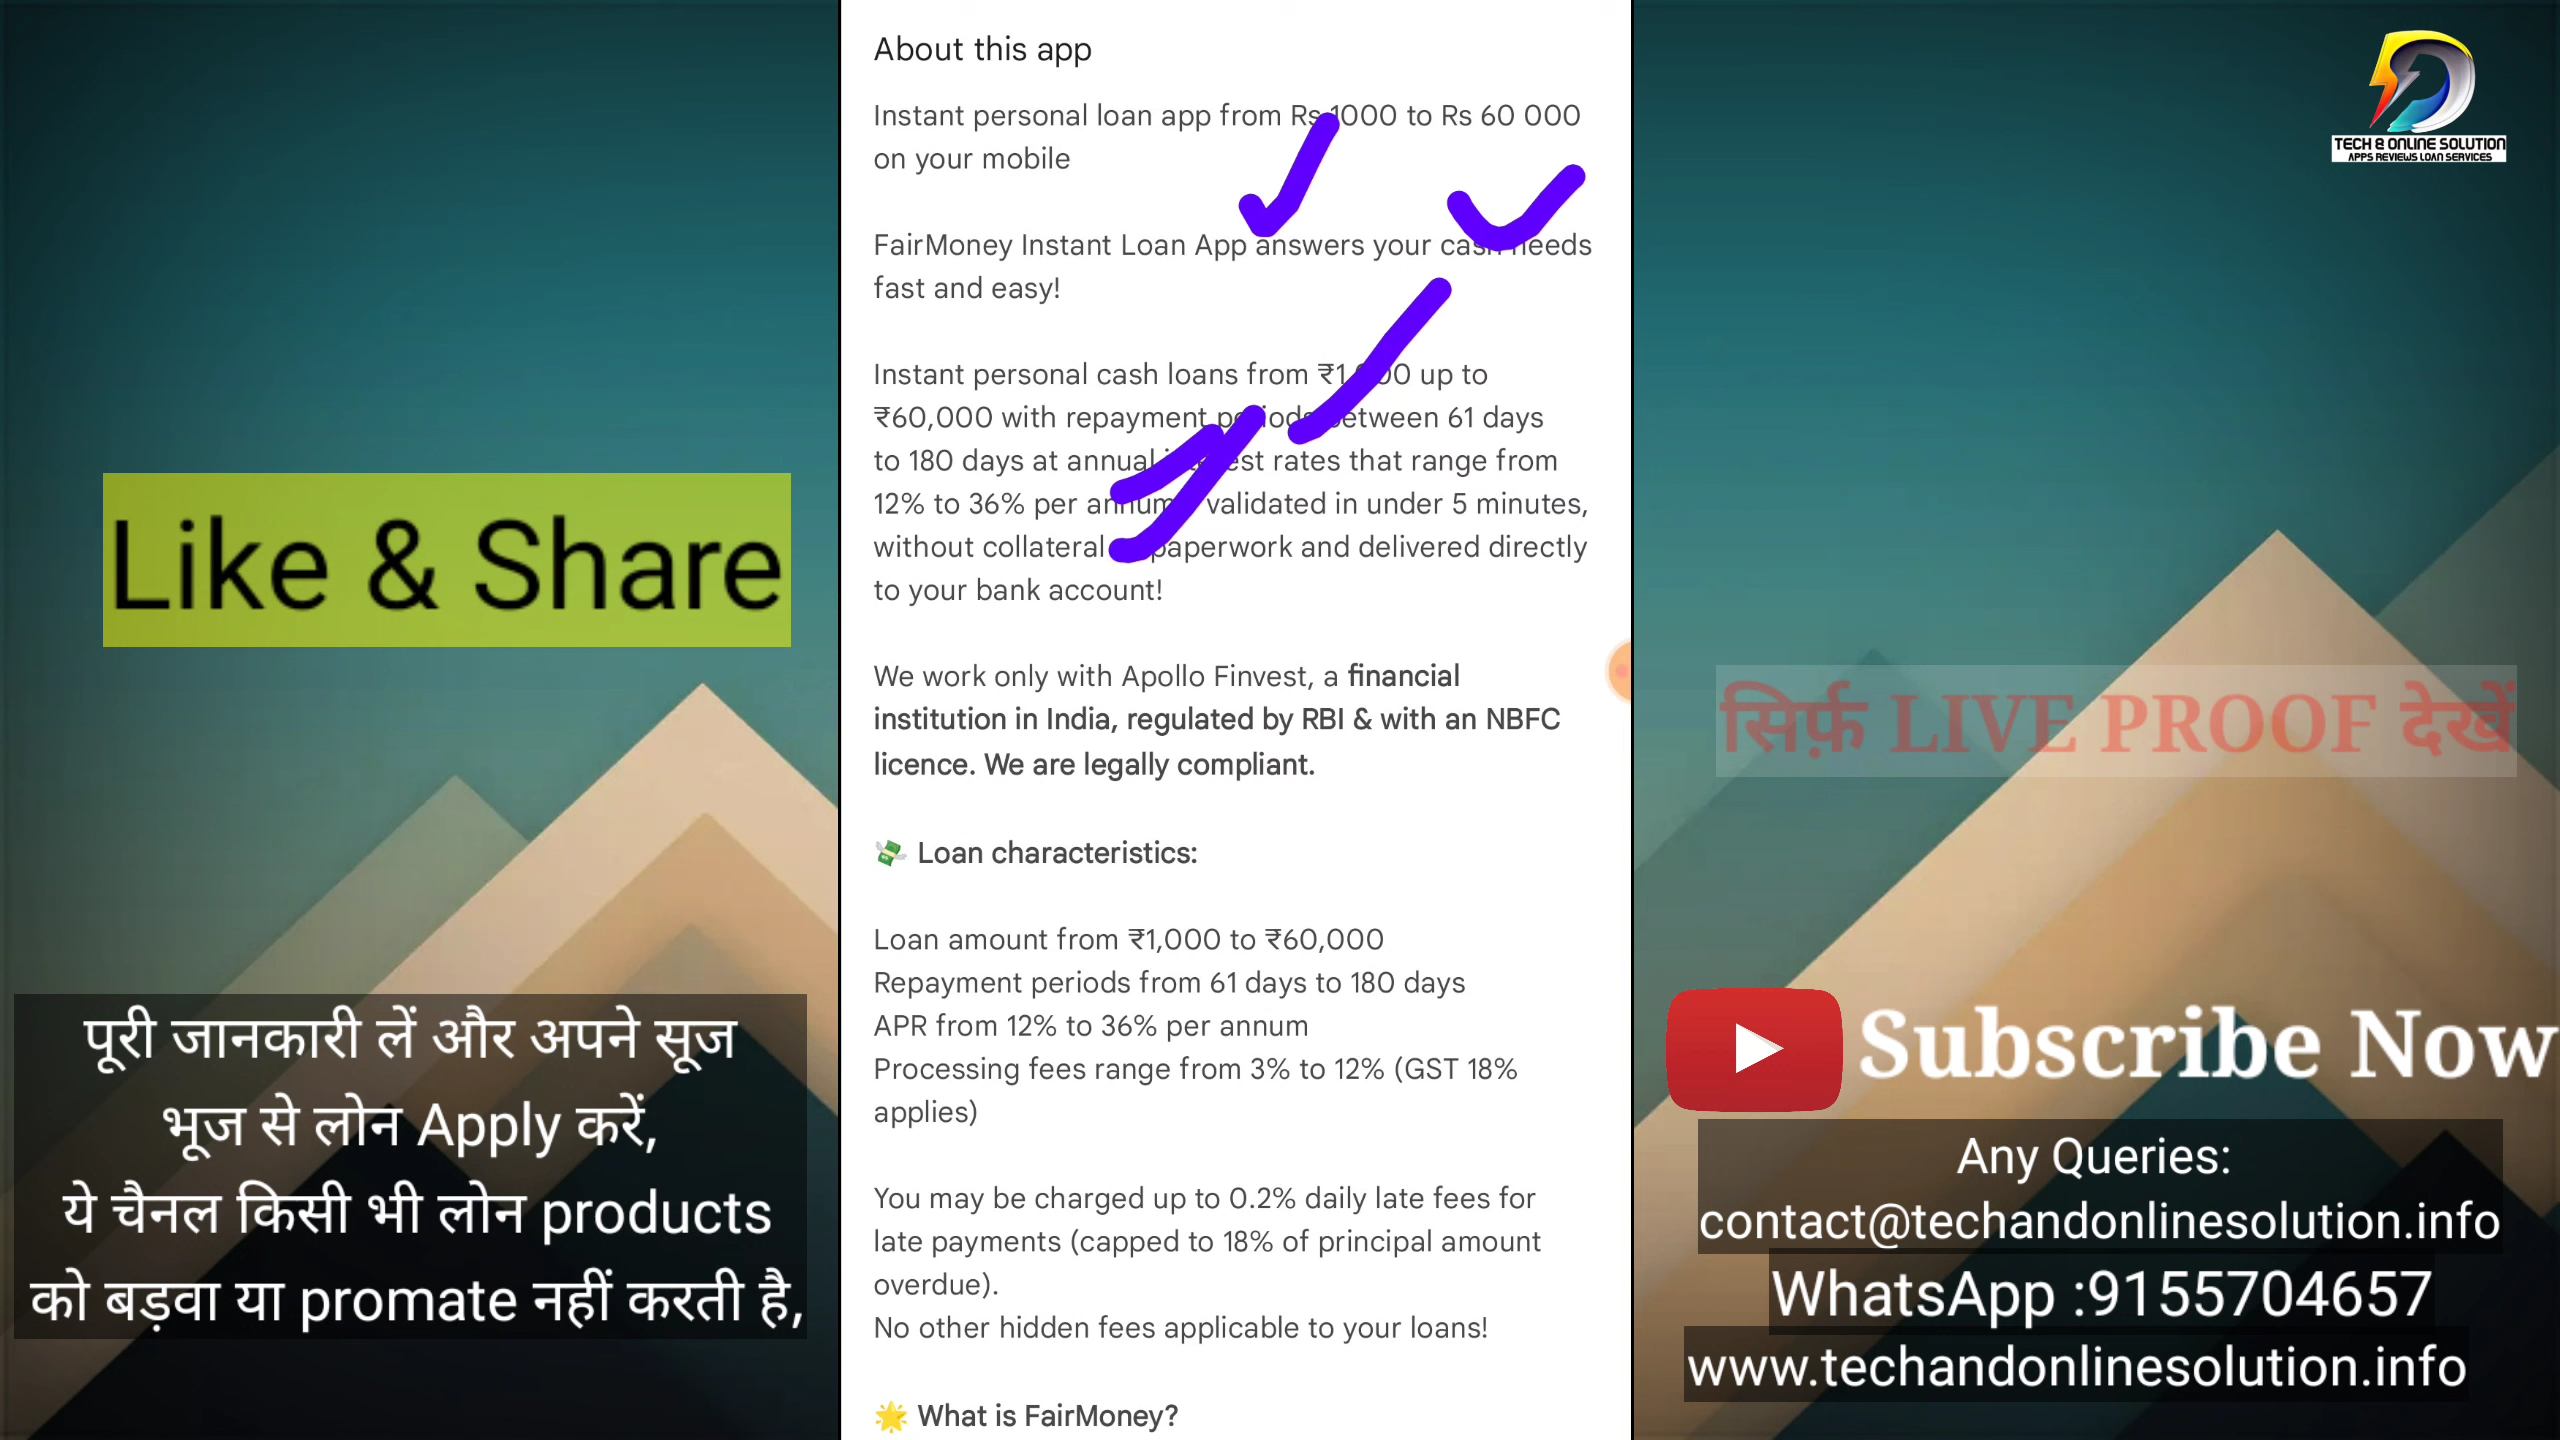 About this app
Instant personal loan app from Rs 1000 to Rs 60 000
on your mobile
FairMoney Instant Loan App answers your cash needs
fast and easy!
Instant personal cash loans from ₹1,000 up to
₹60,000 with repayment periods between 61 days
to 180 days at annual interest rates that range from
12% to 36% per annum, validated in under 5 minutes,
without collateral paperwork and delivered directly
to your bank account!
We work only with Apollo Finvest, a financial
institution in India, regulated by RBI & with an NBFC
licence. We are legally compliant.
💸 Loan characteristics:
Loan amount from ₹1,000 to ₹60,000
Repayment periods from 61 days to 180 days
APR from 12% to 36% per annum
Processing fees range from 3% to 12% (GST 18%
applies)
You may be charged up to 0.2% daily late fees for
late payments (capped to 18% of principal amount
overdue).
No other hidden fees applicable to your loans!
🌟 What is FairMoney?
Like & Share
पूरी जानकारी लें और अपने सूज
भूज से लोन Apply करें,
ये चैनल किसी भी लोन products
को बड़वा या promate नहीं करती है,
TECH & ONLINE SOLUTION
APPS REVIEWS LOAN SERVICES
सिर्फ़ LIVE PROOF देखें
Subscribe Now
Any Queries:
contact@techandonlinesolution.info
WhatsApp :9155704657
www.techandonlinesolution.info